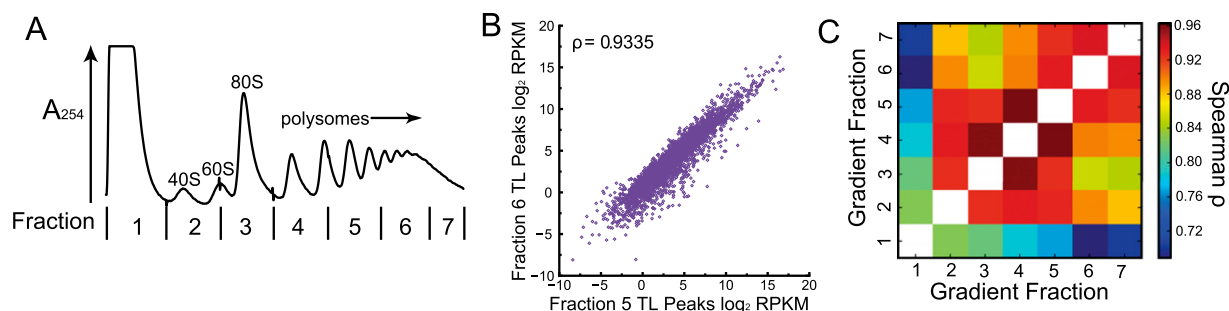 A
A254
40S
60S
80S
polysomes
Fraction 1 2 3 4 5 6 7
B
ρ = 0.9335
Fraction 6 TL Peaks log2 RPKM
20
15
10
5
0
−5
−10
−10 −5 0 5 10 15 20
Fraction 5 TL Peaks log2 RPKM
C
Gradient Fraction
7
6
5
4
3
2
1
1 2 3 4 5 6 7
Gradient Fraction
0.96
0.92
0.88
0.84
0.80
0.76
0.72
Spearman ρ